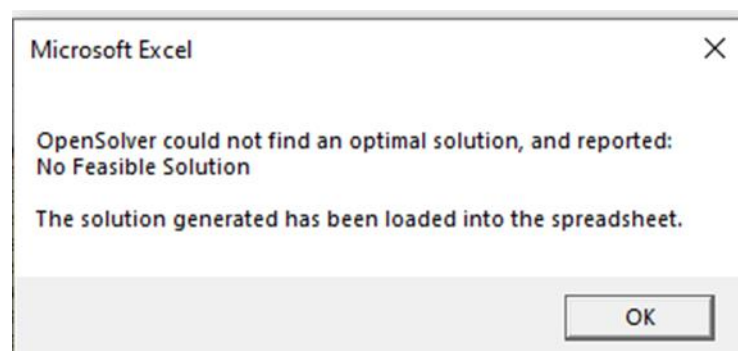 Microsoft Excel
OpenSolver could not find an optimal solution, and reported:
No Feasible Solution
The solution generated has been loaded into the spreadsheet.
OK